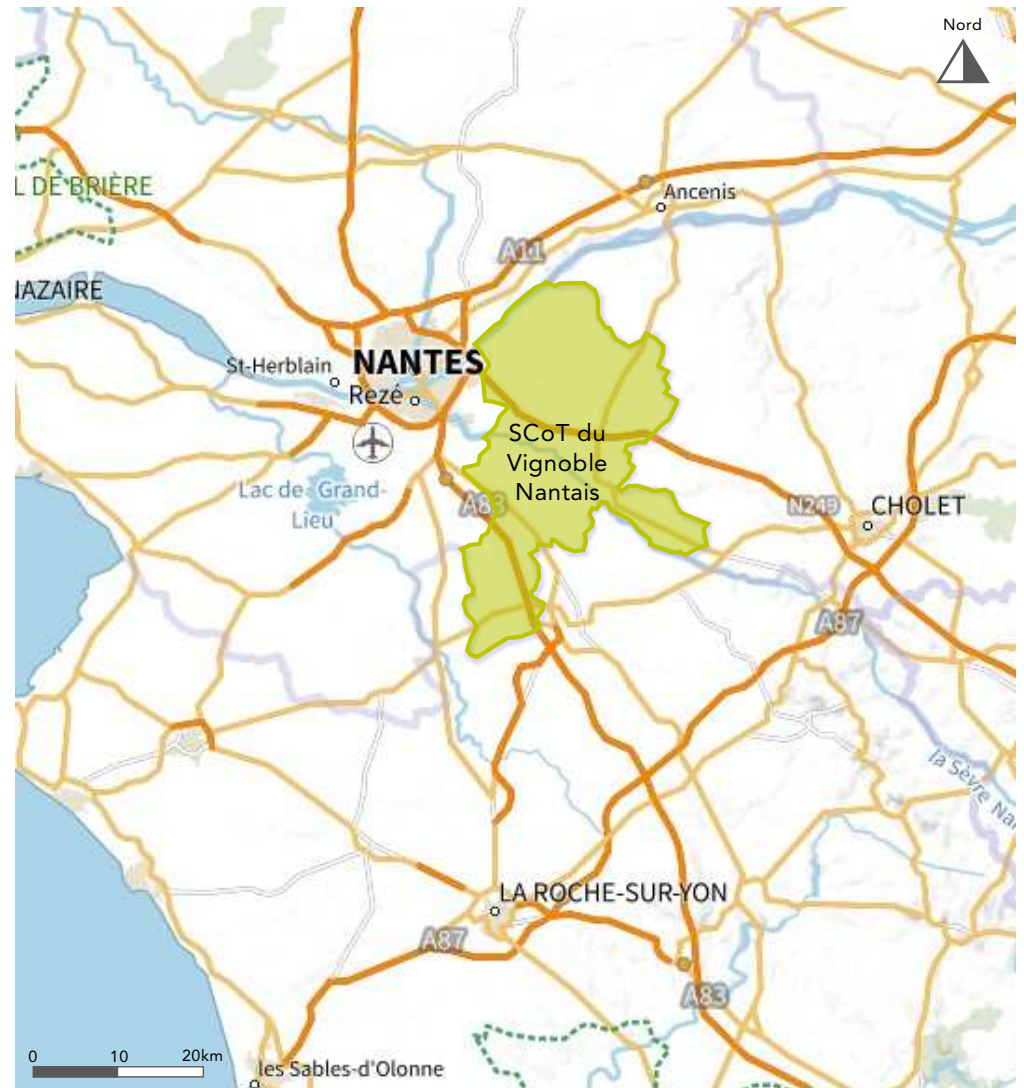 Nord
L DE BRIÈRE
Ancenis
A11
NAZAIRE
St-Herblain
NANTES
Rezé
SCoT du
Vignoble
Nantais
Lac de Grand-
Lieu
A83
N249
CHOLET
A87
la Sèvre Nan
LA ROCHE-SUR-YON
A87
A83
0 10 20km
les Sables-d'Olonne